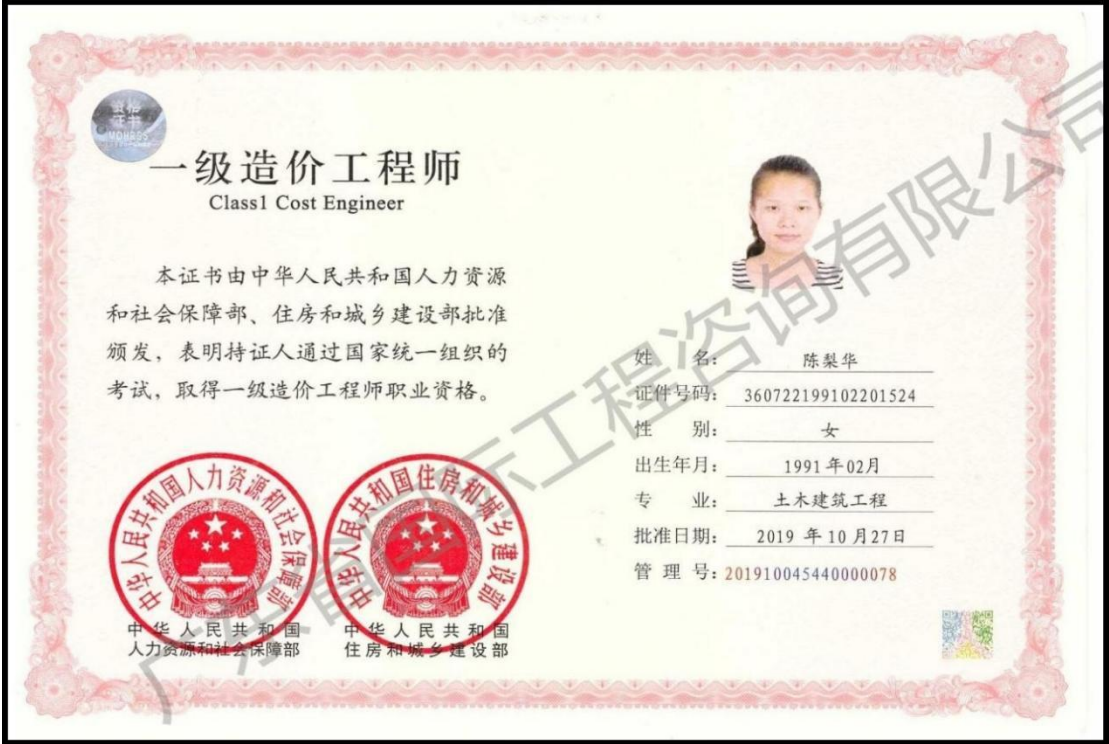 资格
证书
MOHRSS
一级造价工程师
Class1 Cost Engineer
本证书由中华人民共和国人力资源
和社会保障部、住房和城乡建设部批准
颁发，表明持证人通过国家统一组织的
考试，取得一级造价工程师职业资格。
中华人民共和国人力资源和社会保障部
中华人民共和国住房和城乡建设部
中华人民共和国
人力资源和社会保障部
中华人民共和国
住房和城乡建设部
姓 名： 陈梨华
证件号码： 360722199102201524
性 别： 女
出生年月： 1991年02月
专 业： 土木建筑工程
批准日期： 2019 年 10 月27日
管 理 号：201910045440000078
广东省国际工程咨询有限公司